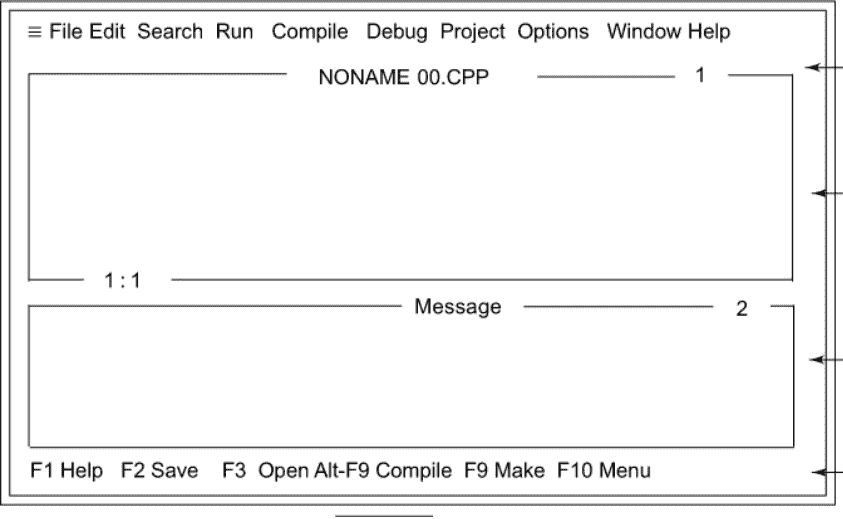 ≡ File Edit Search Run Compile Debug Project Options Window Help
NONAME 00.CPP 1
1 : 1
Message 2
F1 Help F2 Save F3 Open Alt-F9 Compile F9 Make F10 Menu